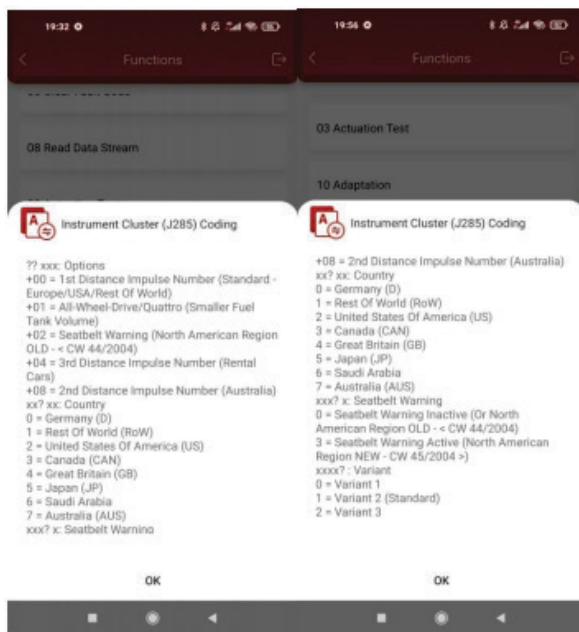 19:32
Functions
08 Read Data Stream
Instrument Cluster (J285) Coding
?? xxx: Options
+00 = 1st Distance Impulse Number (Standard -
Europe/USA/Rest Of World)
+01 = All-Wheel-Drive/Quattro (Smaller Fuel
Tank Volume)
+02 = Seatbelt Warning (North American Region
OLD - < CW 44/2004)
+04 = 3rd Distance Impulse Number (Rental
Cars)
+08 = 2nd Distance Impulse Number (Australia)
xx? xx: Country
0 = Germany (D)
1 = Rest Of World (RoW)
2 = United States Of America (US)
3 = Canada (CAN)
4 = Great Britain (GB)
5 = Japan (JP)
6 = Saudi Arabia
7 = Australia (AUS)
xxx? x: Seatbelt Warning
OK
19:56
Functions
03 Actuation Test
10 Adaptation
Instrument Cluster (J285) Coding
+08 = 2nd Distance Impulse Number (Australia)
xx? xx: Country
0 = Germany (D)
1 = Rest Of World (RoW)
2 = United States Of America (US)
3 = Canada (CAN)
4 = Great Britain (GB)
5 = Japan (JP)
6 = Saudi Arabia
7 = Australia (AUS)
xxx? x: Seatbelt Warning
0 = Seatbelt Warning Inactive (Or North
American Region OLD - < CW 44/2004)
3 = Seatbelt Warning Active (North American
Region NEW - CW 45/2004 >)
xxxx? : Variant
0 = Variant 1
1 = Variant 2 (Standard)
2 = Variant 3
OK